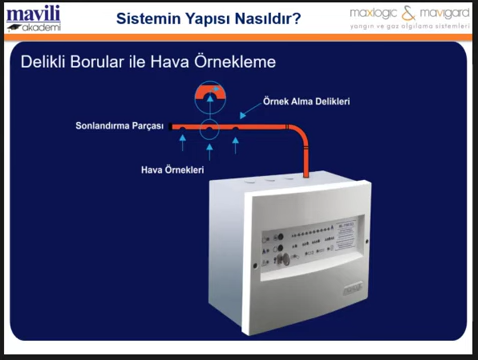 mavili
akademi
Sistemin Yapısı Nasıldır?
maxlogic & mavigard
yangın ve gaz algılama sistemleri
Delikli Borular ile Hava Örnekleme
Örnek Alma Delikleri
Sonlandırma Parçası
Hava Örnekleri